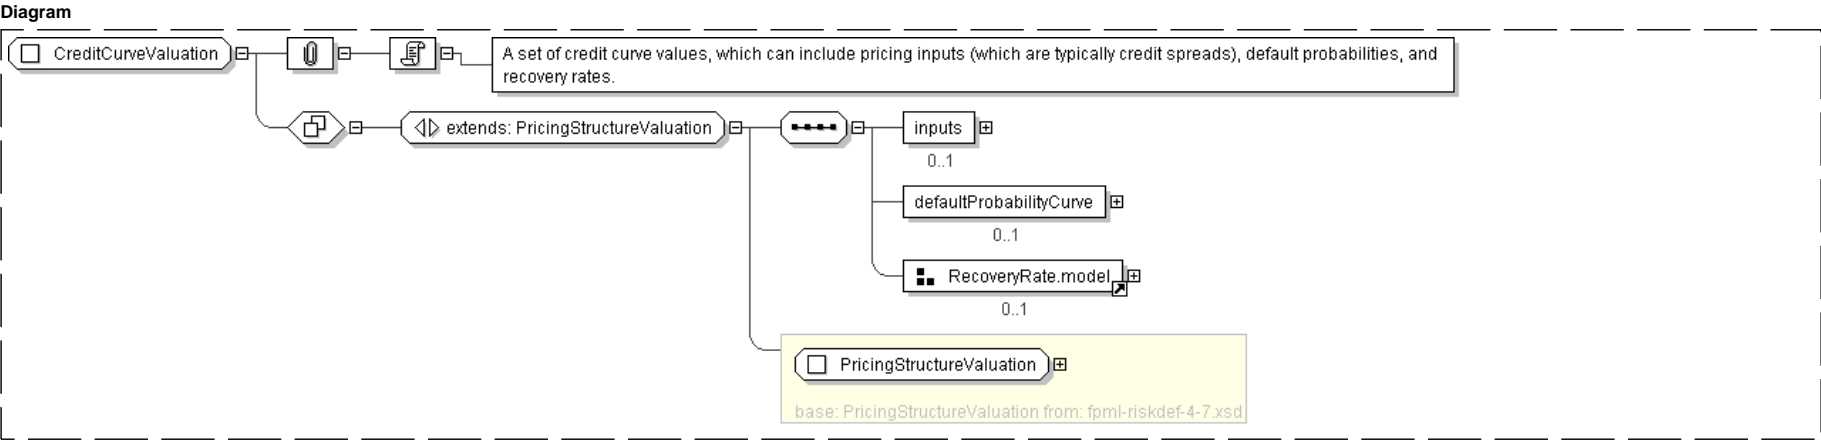 Diagram
CreditCurveValuation
A set of credit curve values, which can include pricing inputs (which are typically credit spreads), default probabilities, and
recovery rates.
extends: PricingStructureValuation
inputs
0..1
defaultProbabilityCurve
0..1
RecoveryRate.model
0..1
PricingStructureValuation
base: PricingStructureValuation from: fpml-riskdef-4-7.xsd